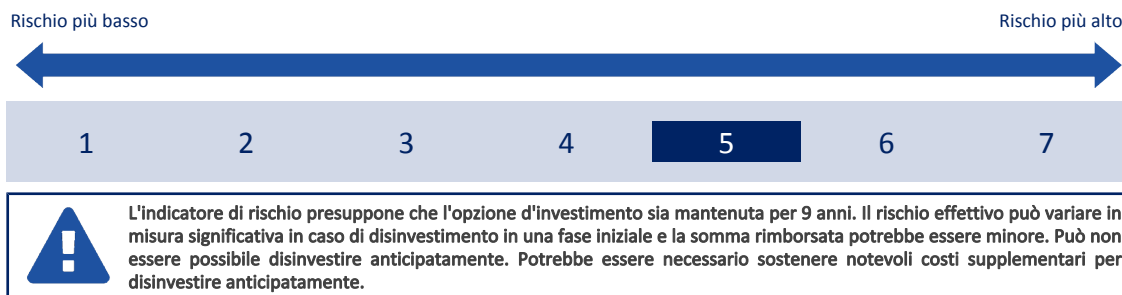 Rischio più basso Rischio più alto
1 2 3 4 5 6 7
L'indicatore di rischio presuppone che l'opzione d'investimento sia mantenuta per 9 anni. Il rischio effettivo può variare in
misura significativa in caso di disinvestimento in una fase iniziale e la somma rimborsata potrebbe essere minore. Può non
essere possibile disinvestire anticipatamente. Potrebbe essere necessario sostenere notevoli costi supplementari per
disinvestire anticipatamente.